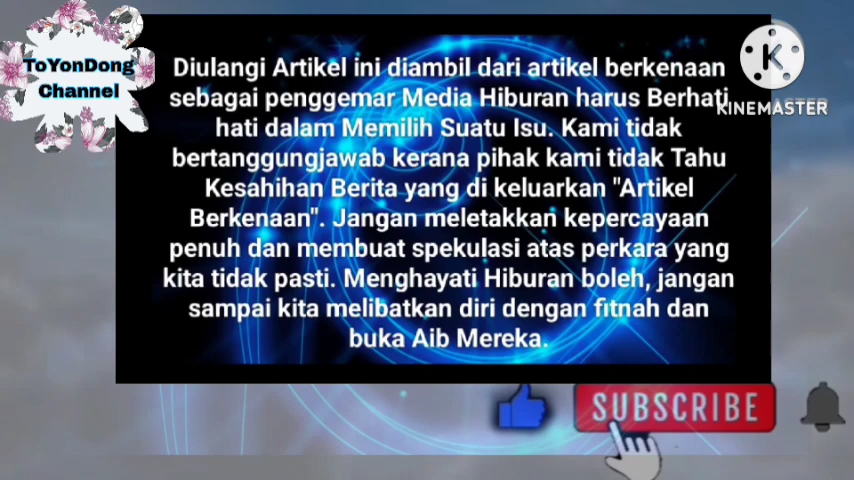 ToYonDong
Channel
KINEMASTER
Diulangi Artikel ini diambil dari artikel berkenaan
sebagai penggemar Media Hiburan harus Berhati
hati dalam Memilih Suatu Isu. Kami tidak
bertanggungjawab kerana pihak kami tidak Tahu
Kesahihan Berita yang di keluarkan "Artikel
Berkenaan". Jangan meletakkan kepercayaan
penuh dan membuat spekulasi atas perkara yang
kita tidak pasti. Menghayati Hiburan boleh, jangan
sampai kita melibatkan diri dengan fitnah dan
buka Aib Mereka.
SUBSCRIBE